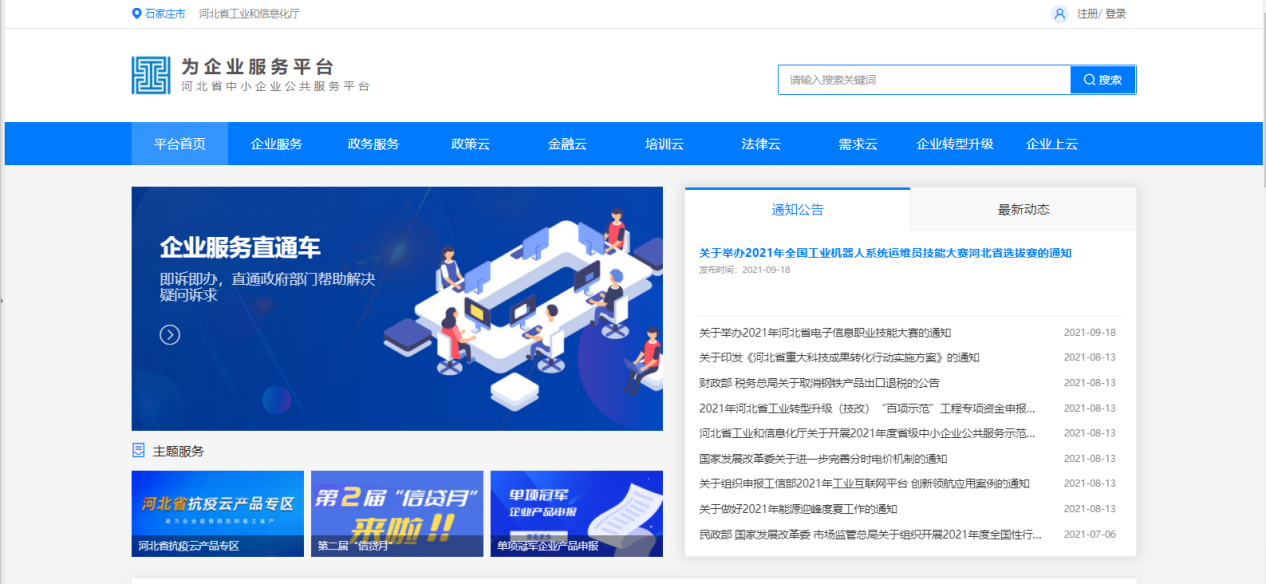 石家庄市 河北省工业和信息化厅 注册/ 登录
为企业服务平台
河北省中小企业公共服务平台
请输入搜索关键词 搜索
平台首页 企业服务 政务服务 政策云 金融云 培训云 法律云 需求云 企业转型升级 企业上云
企业服务直通车
即诉即办，直通政府部门帮助解决
疑问诉求
通知公告 最新动态
关于举办2021年全国工业机器人系统运维员技能大赛河北省选拔赛的通知
发布时间：2021-09-18
关于举办2021年河北省电子信息职业技能大赛的通知 2021-09-18
关于印发《河北省重大科技成果转化行动实施方案》的通知 2021-08-13
财政部 税务总局关于取消钢铁产品出口退税的公告 2021-08-13
2021年河北省工业转型升级（技改）“百项示范”工程专项资金申报... 2021-08-13
河北省工业和信息化厅关于开展2021年度省级中小企业公共服务示范... 2021-08-13
国家发展改革委关于进一步完善分时电价机制的通知 2021-08-13
关于组织申报工信部2021年工业互联网平台 创新领航应用案例的通知 2021-08-13
关于做好2021年能源迎峰度夏工作的通知 2021-08-13
民政部 国家发展改革委 市场监管总局关于组织开展2021年度全国性行... 2021-07-06
主题服务
河北省抗疫云产品专区
河北省抗疫云产品专区
第2届“信贷月”
来啦!!
第二届“信贷月”
单项冠军
企业产品申报
单项冠军企业产品申报